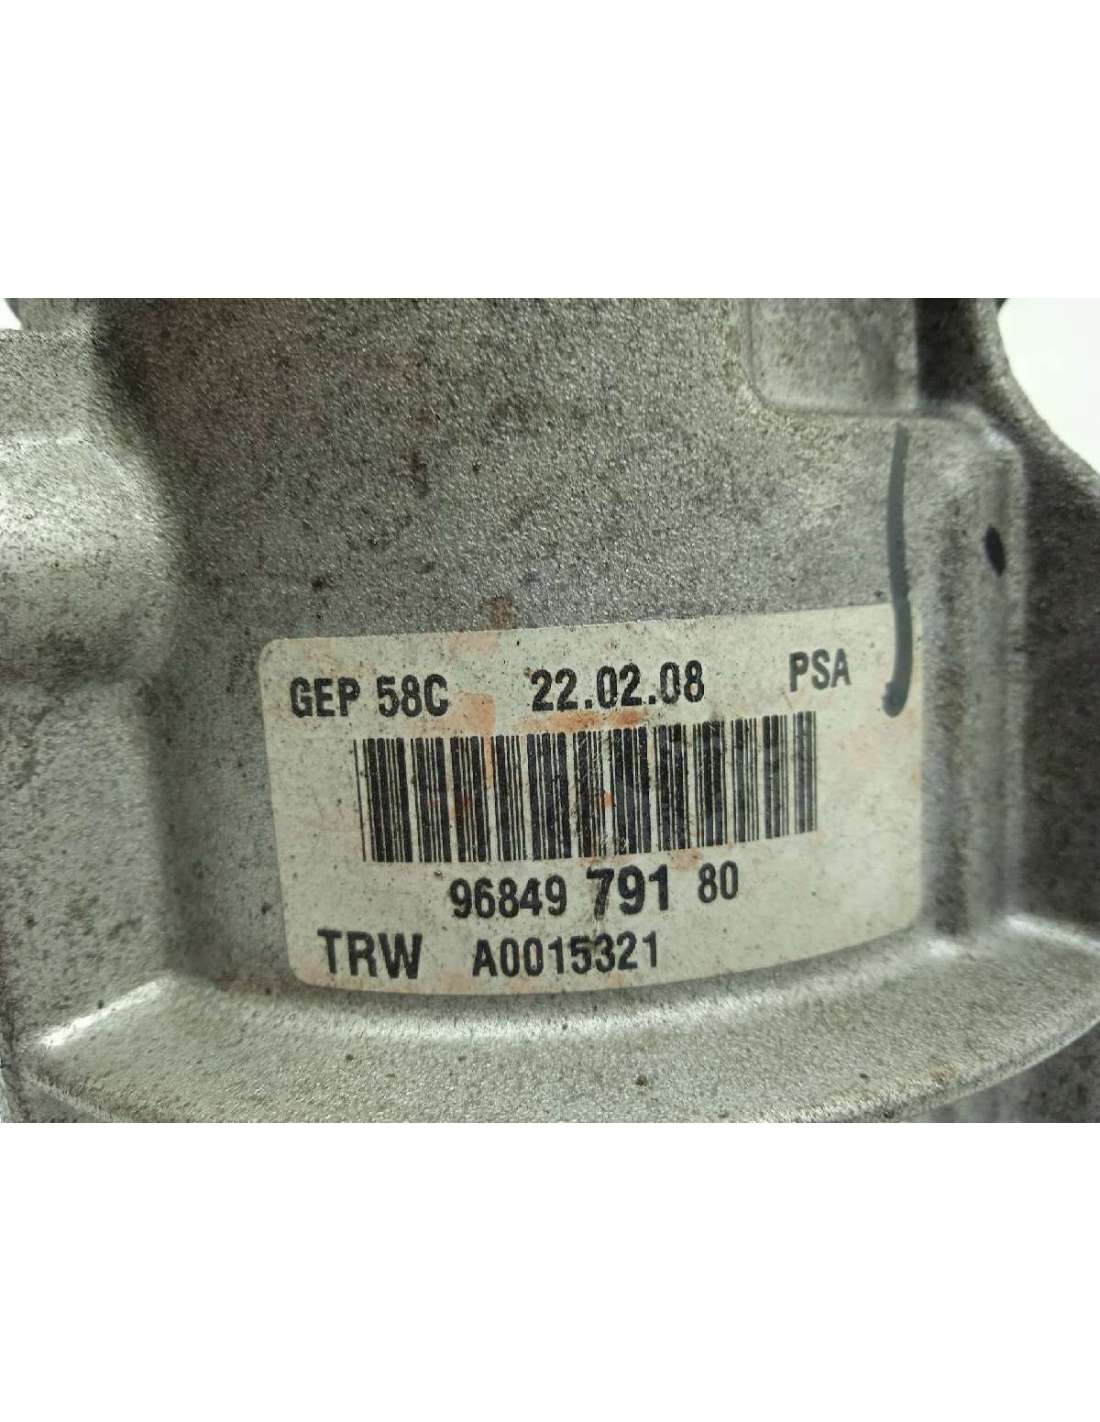 GEP 58C 22.02.08 PSA
96849 791 80
TRW A0015321